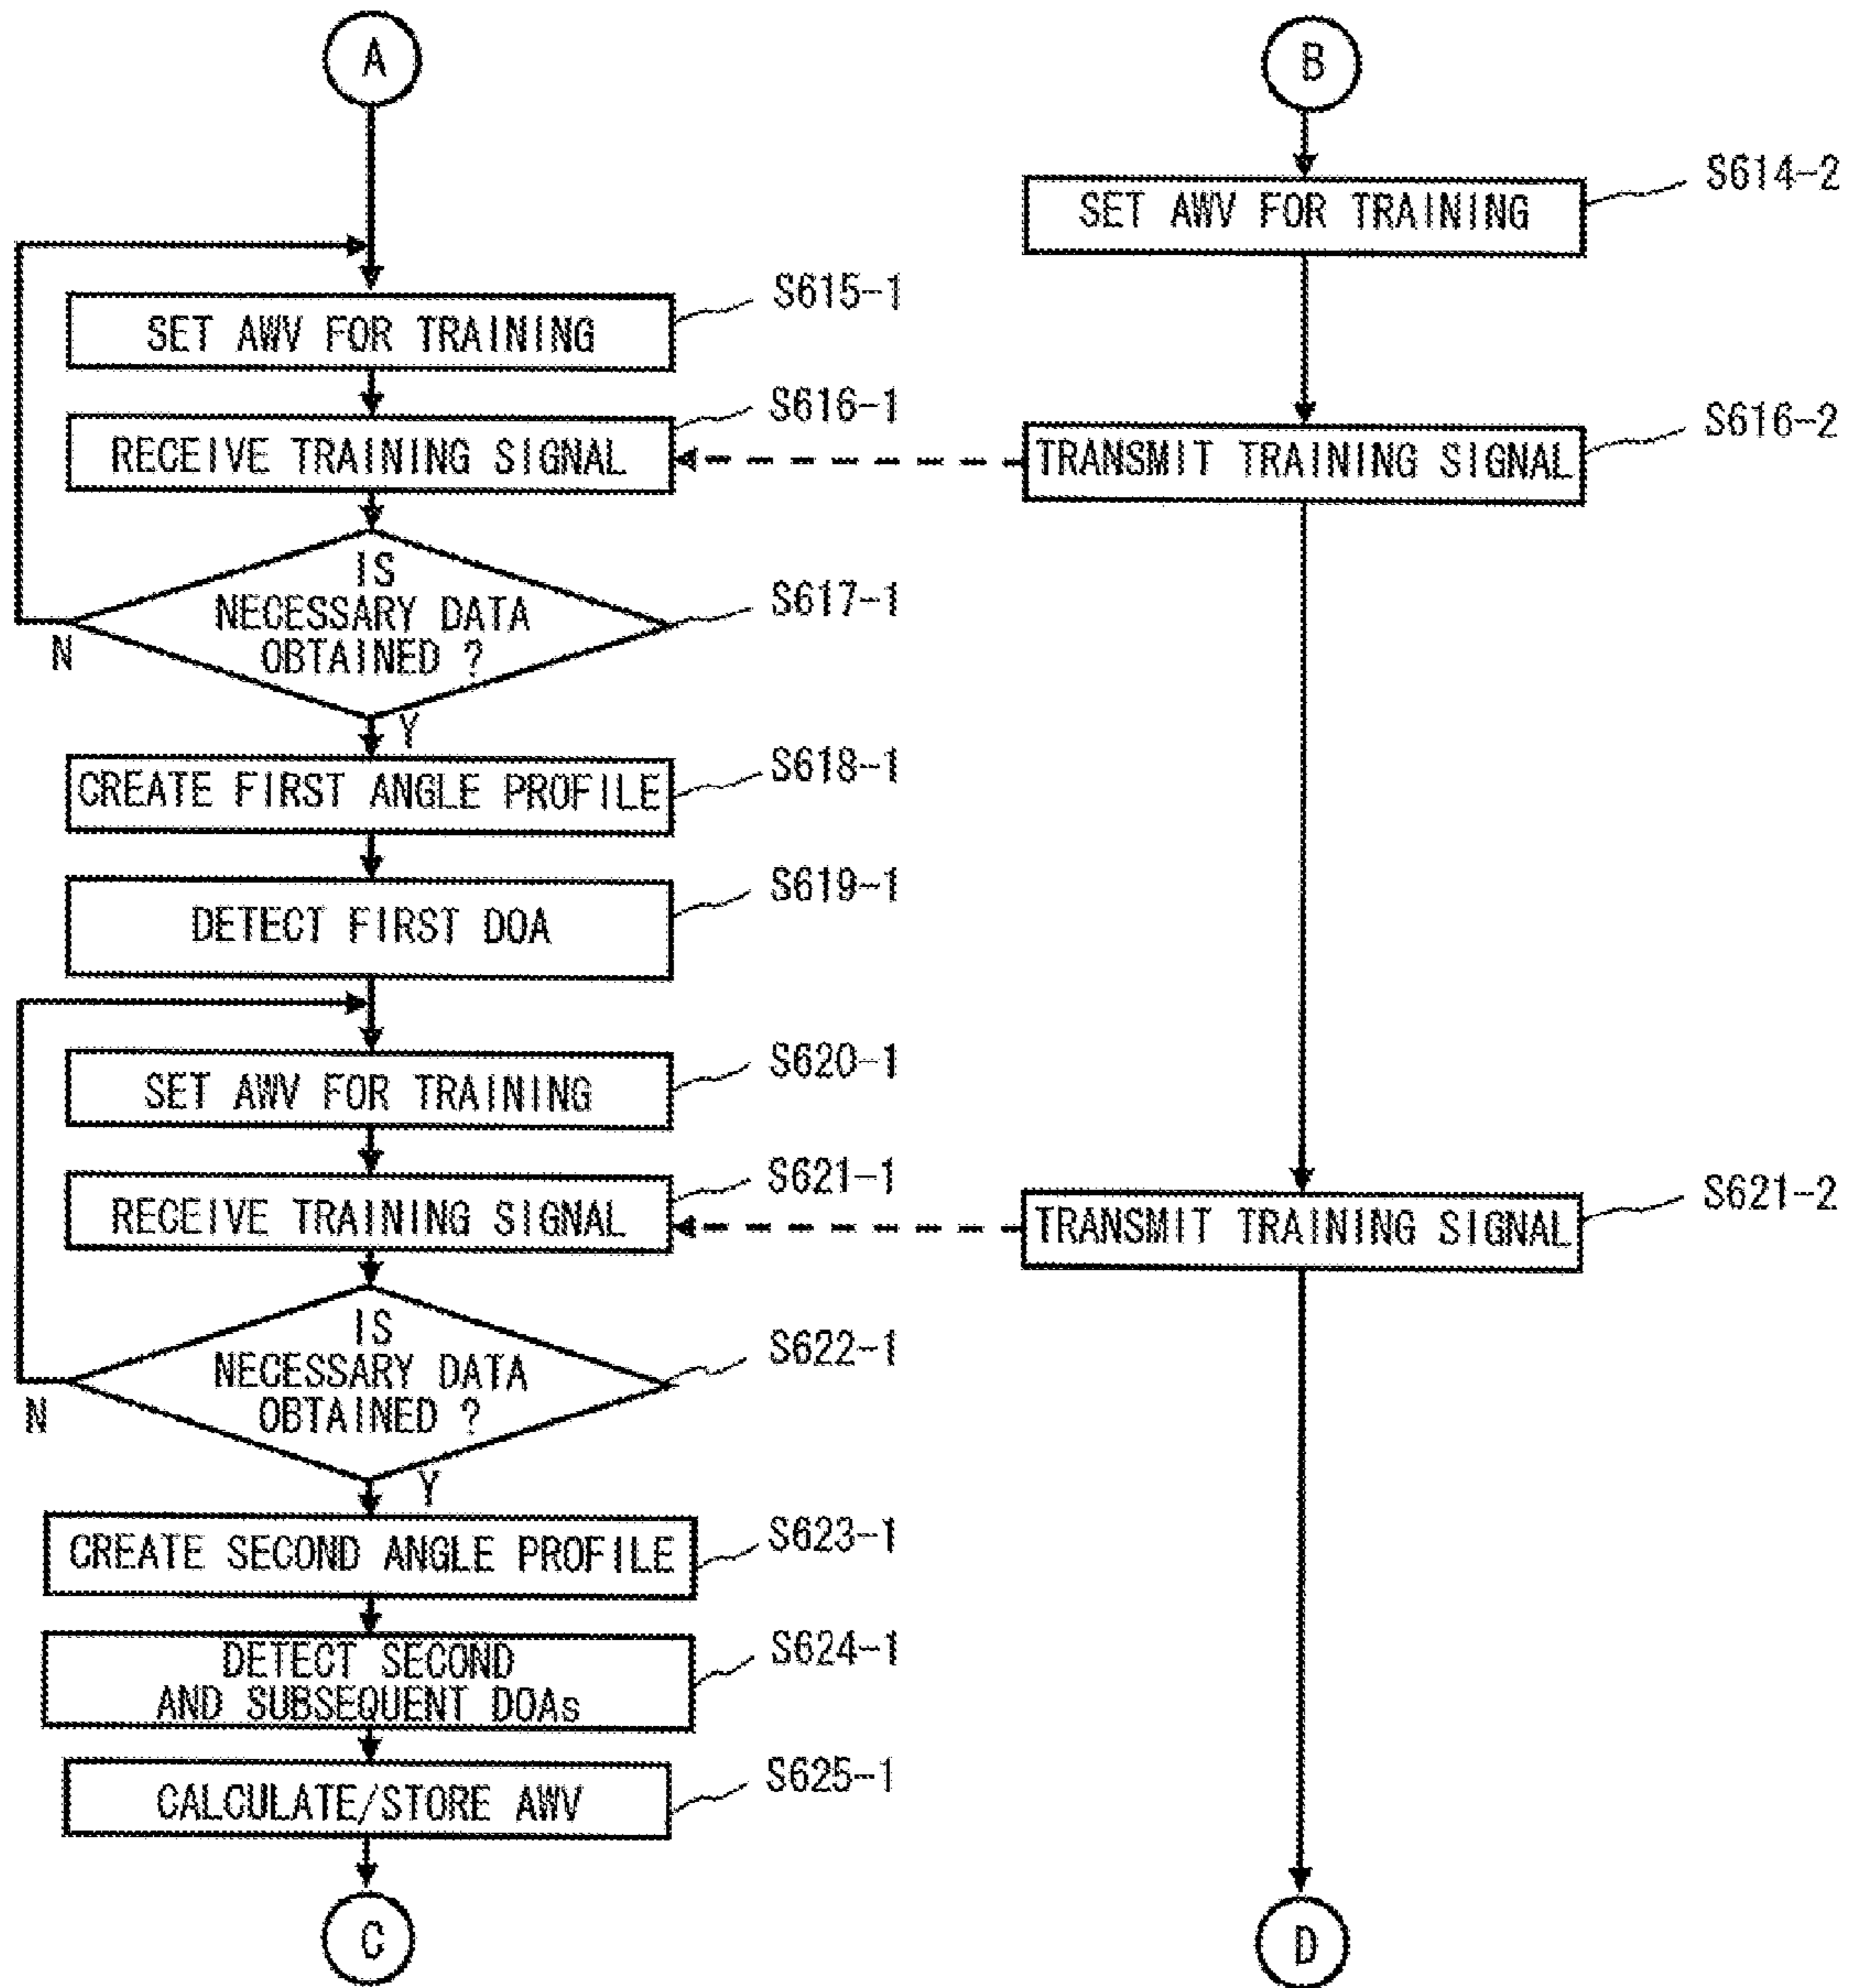 A
B
SET AWV FOR TRAINING
S614-2
SET AWV FOR TRAINING
S615-1
RECEIVE TRAINING SIGNAL
S616-1
TRANSMIT TRAINING SIGNAL
S616-2
IS
NECESSARY DATA
OBTAINED ?
S617-1
N
Y
CREATE FIRST ANGLE PROFILE
S618-1
DETECT FIRST DOA
S619-1
SET AWV FOR TRAINING
S620-1
RECEIVE TRAINING SIGNAL
S621-1
TRANSMIT TRAINING SIGNAL
S621-2
IS
NECESSARY DATA
OBTAINED ?
S622-1
N
Y
CREATE SECOND ANGLE PROFILE
S623-1
DETECT SECOND
AND SUBSEQUENT DOAs
S624-1
CALCULATE/STORE AWV
S625-1
C
D